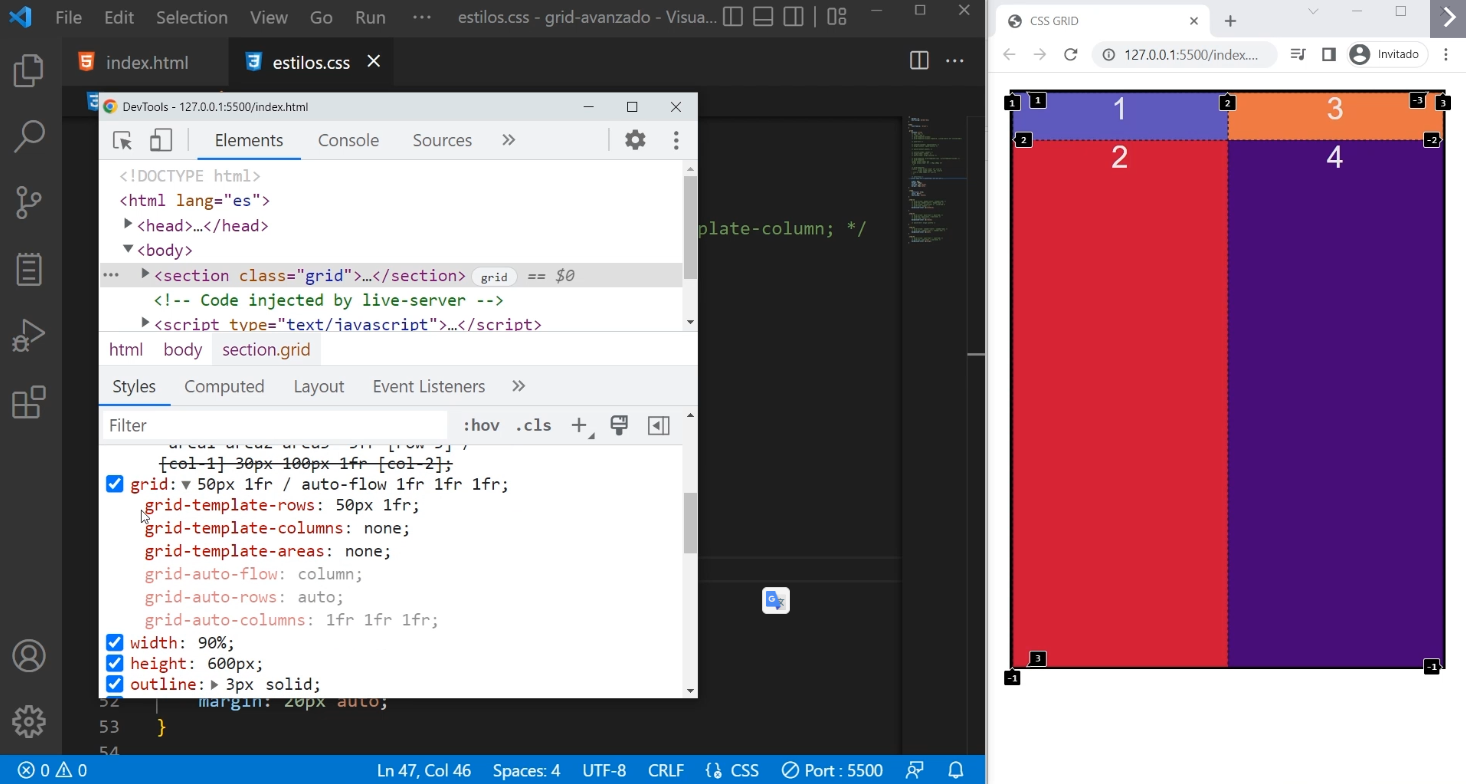 File Edit Selection View Go Run ··· estilos.css - grid-avanzado - Visua...
index.html
estilos.css
plate-column; */
DevTools - 127.0.0.1:5500/index.html
Elements Console Sources »
<!DOCTYPE html>
<html lang="es">
<head>…</head>
<body>
<section class="grid">…</section> grid == $0
<!-- Code injected by live-server -->
<script type="text/javascript">…</script>
html body section.grid
Styles Computed Layout Event Listeners »
Filter :hov .cls
area1 area2 area3" 5fr [row-3] /
[col-1] 30px 100px 1fr [col-2];
grid: 50px 1fr / auto-flow 1fr 1fr 1fr;
grid-template-rows: 50px 1fr;
grid-template-columns: none;
grid-template-areas: none;
grid-auto-flow: column;
grid-auto-rows: auto;
grid-auto-columns: 1fr 1fr 1fr;
width: 90%;
height: 600px;
outline: 3px solid;
52 margin: 20px auto;
53 }
54
0 0 Ln 47, Col 46 Spaces: 4 UTF-8 CRLF {} CSS Port : 5500
CSS GRID
127.0.0.1:5500/index.... Invitado
1 1 1 2 3 -3 3
2 -2
2 4
3 -1
-1